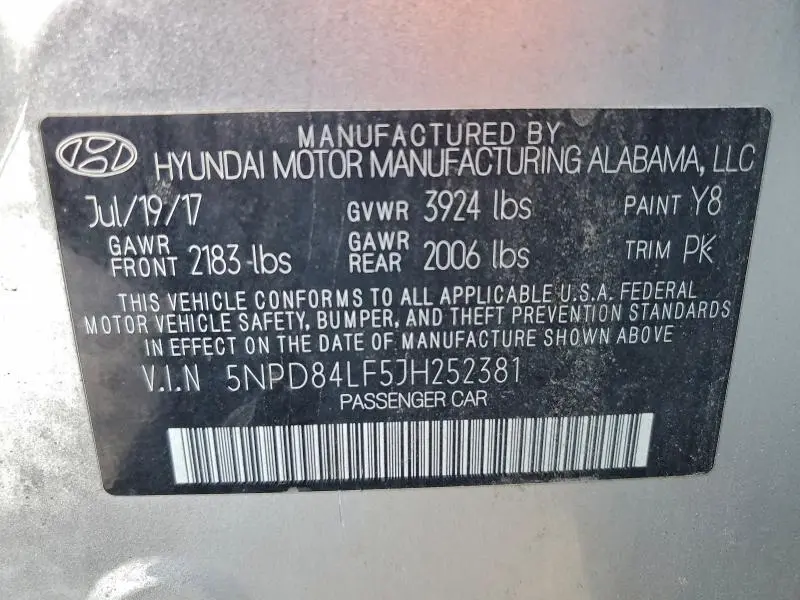 MANUFACTURED BY
HYUNDAI MOTOR MANUFACTURING ALABAMA, LLC
Jul/19/17 GVWR 3924 lbs PAINT Y8
GAWR FRONT 2183 lbs GAWR REAR 2006 lbs TRIM PK
THIS VEHICLE CONFORMS TO ALL APPLICABLE U.S.A. FEDERAL
MOTOR VEHICLE SAFETY, BUMPER, AND THEFT PREVENTION STANDARDS
IN EFFECT ON THE DATE OF MANUFACTURE SHOWN ABOVE
V.I.N 5NPD84LF5JH252381
PASSENGER CAR